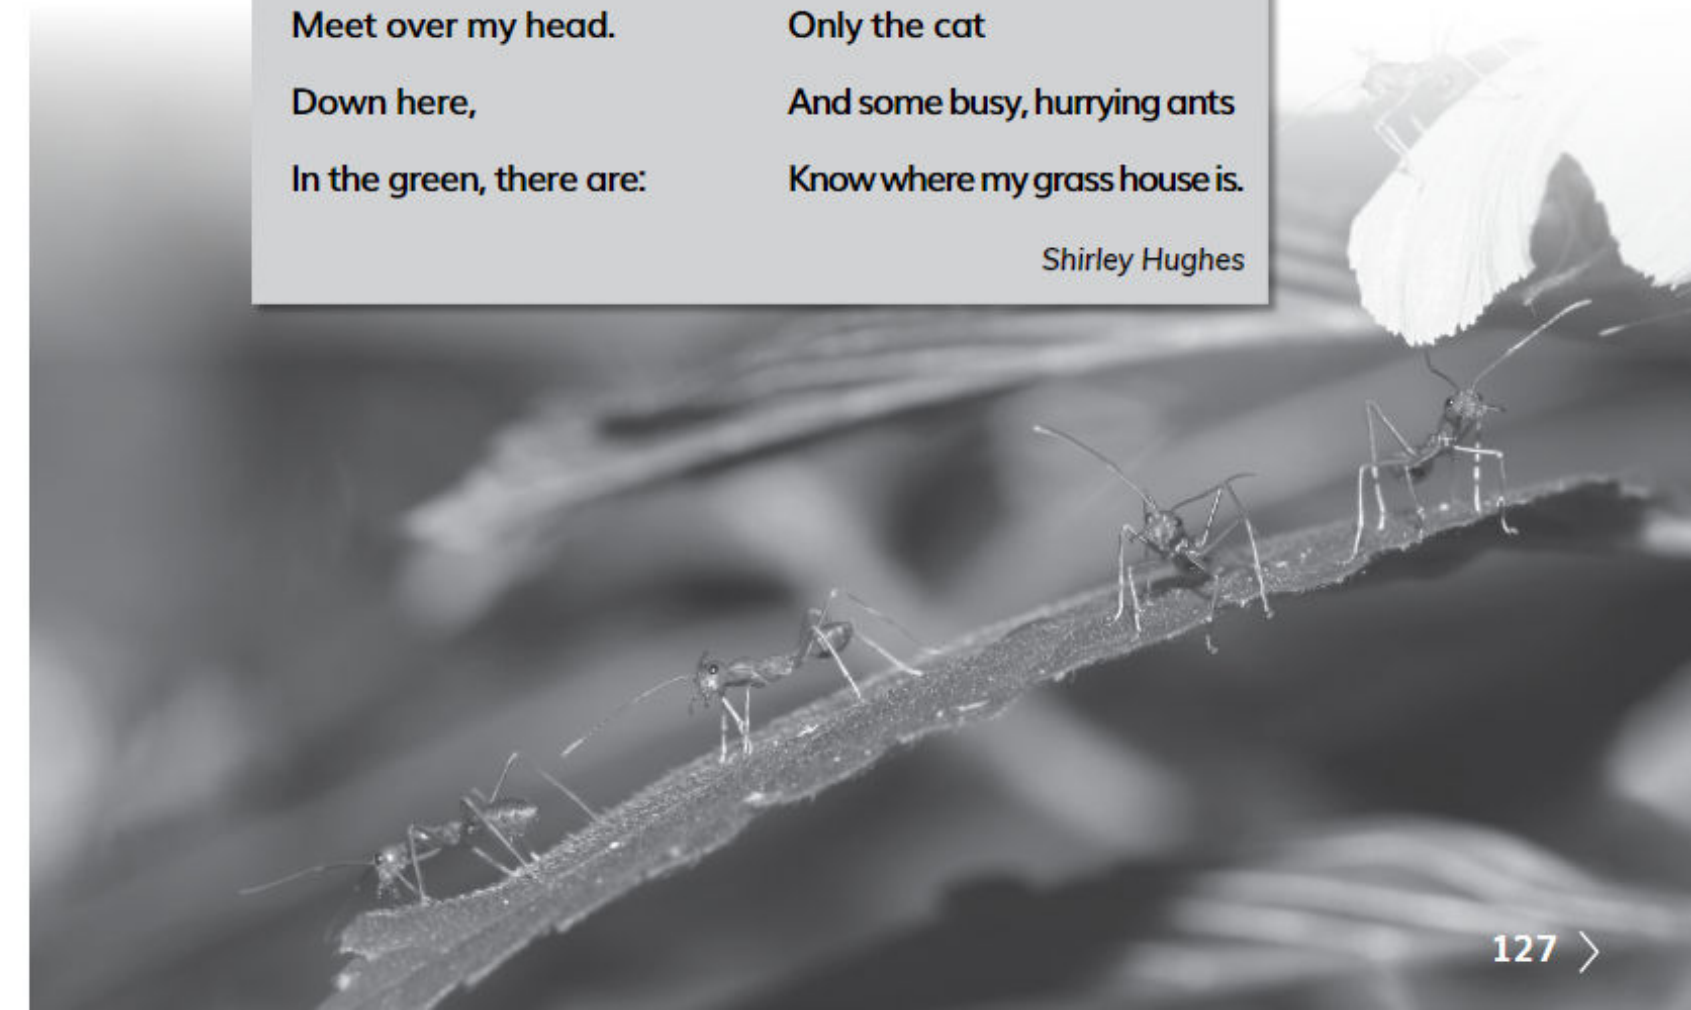 Meet over my head.
Down here,
In the green, there are:
Only the cat
And some busy, hurrying ants
Know where my grass house is.
Shirley Hughes
127